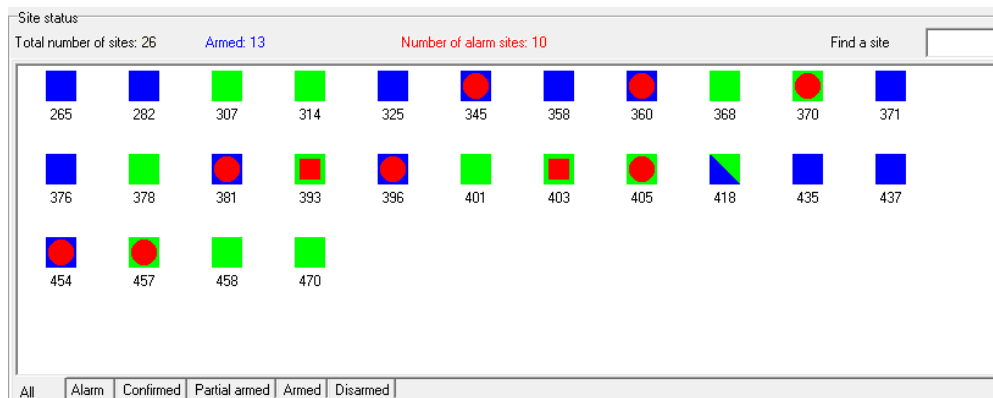 Site status
Total number of sites: 26 Armed: 13 Number of alarm sites: 10 Find a site
265 282 307 314 325 345 358 360 368 370 371
376 378 381 393 396 401 403 405 418 435 437
454 457 458 470
All Alarm Confirmed Partial armed Armed Disarmed